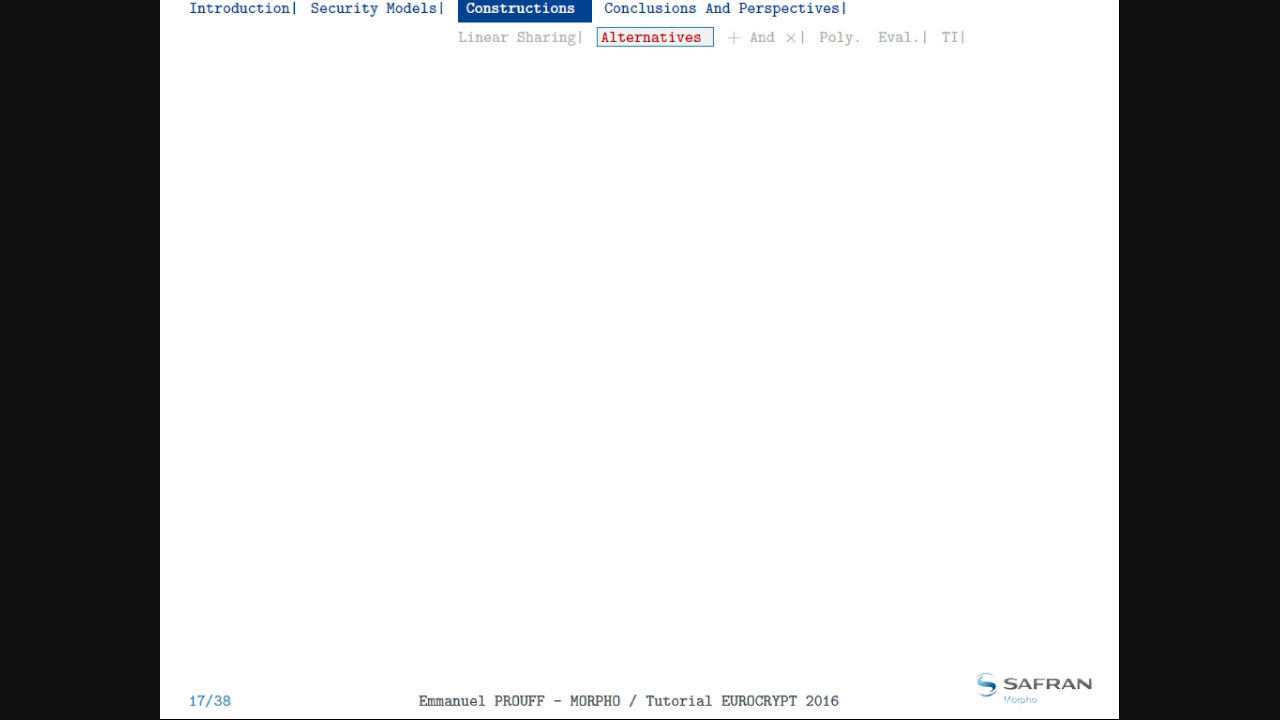 Introduction| Security Models| Constructions Conclusions And Perspectives|
Linear Sharing| Alternatives + And ×| Poly. Eval.| TI|
17/38 Emmanuel PROUFF – MORPHO / Tutorial EUROCRYPT 2016
SAFRAN
Morpho